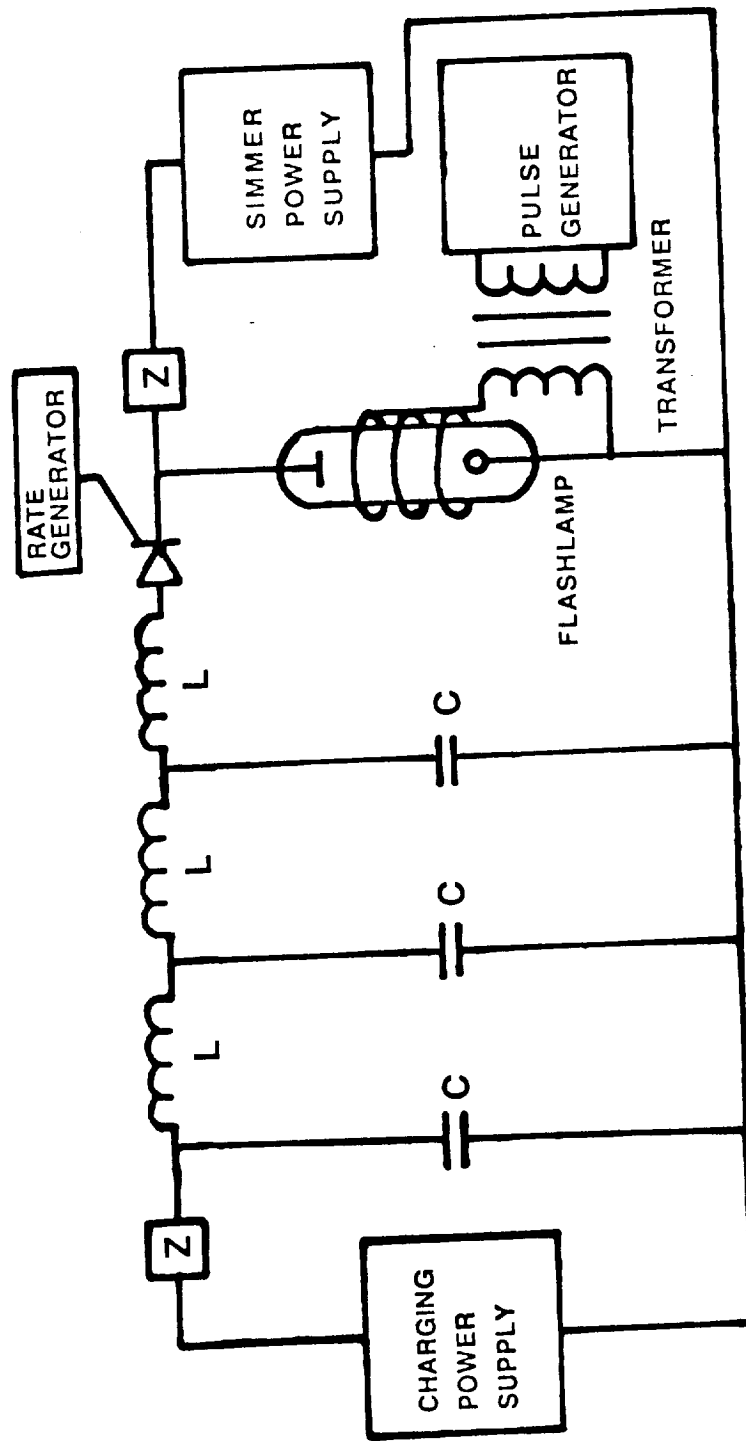 RATE
GENERATOR
Z
SIMMER
POWER
SUPPLY
L
L
L
Z
C
C
C
PULSE
GENERATOR
FLASHLAMP
TRANSFORMER
CHARGING
POWER
SUPPLY